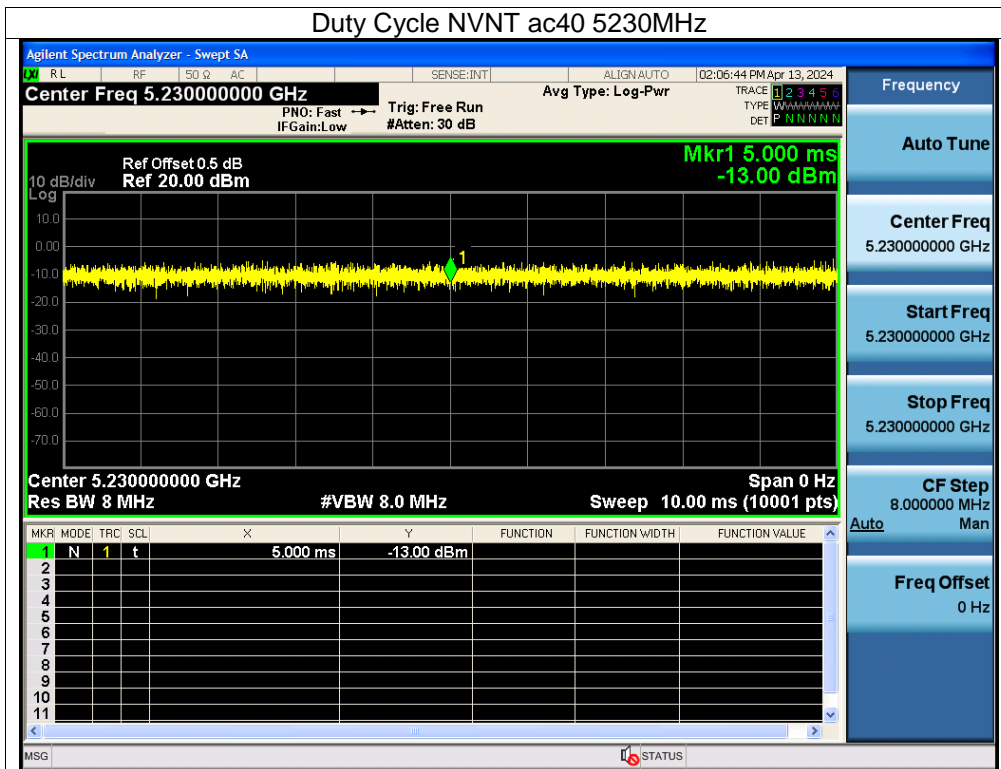 Duty Cycle NVNT ac40 5230MHz
Agilent Spectrum Analyzer - Swept SA
LXI RL RF 50 Ω AC SENSE:INT ALIGNAUTO 02:06:44 PM Apr 13, 2024
Center Freq 5.230000000 GHz
PNO: Fast
IFGain:Low
Trig: Free Run
#Atten: 30 dB
Avg Type: Log-Pwr
TRACE 1 2 3 4 5 6
TYPE WWWWWW
DET P N N N N N
Mkr1 5.000 ms
-13.00 dBm
Ref Offset 0.5 dB
10 dB/div Ref 20.00 dBm
Log
10.0
0.00
-10.0
-20.0
-30.0
-40.0
-50.0
-60.0
-70.0
1
Center 5.230000000 GHz Span 0 Hz
Res BW 8 MHz #VBW 8.0 MHz Sweep 10.00 ms (10001 pts)
MKR MODE TRC SCL X Y FUNCTION FUNCTION WIDTH FUNCTION VALUE
1 N 1 t 5.000 ms -13.00 dBm
2
3
4
5
6
7
8
9
10
11
MSG STATUS
Frequency
Auto Tune
Center Freq
5.230000000 GHz
Start Freq
5.230000000 GHz
Stop Freq
5.230000000 GHz
CF Step
8.000000 MHz
Auto Man
Freq Offset
0 Hz